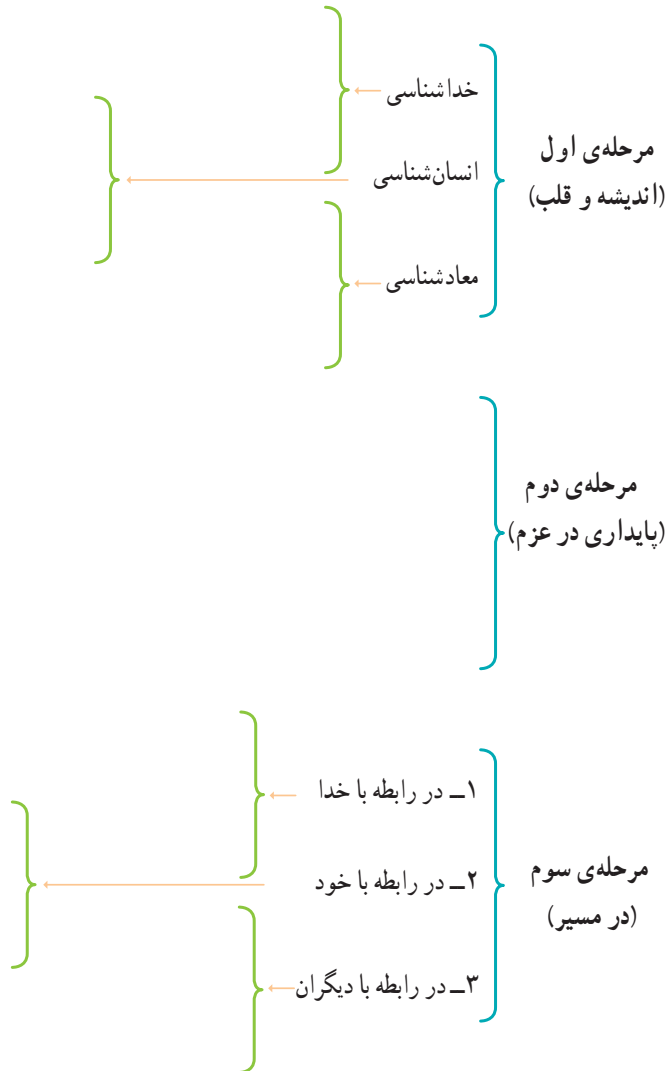 مرحله‌ی اول
(اندیشه و قلب)
خداشناسی
انسان‌شناسی
معادشناسی
مرحله‌ی دوم
(پایداری در عزم)
مرحله‌ی سوم
(در مسیر)
۱ــ در رابطه با خدا
۲ــ در رابطه با خود
۳ــ در رابطه با دیگران